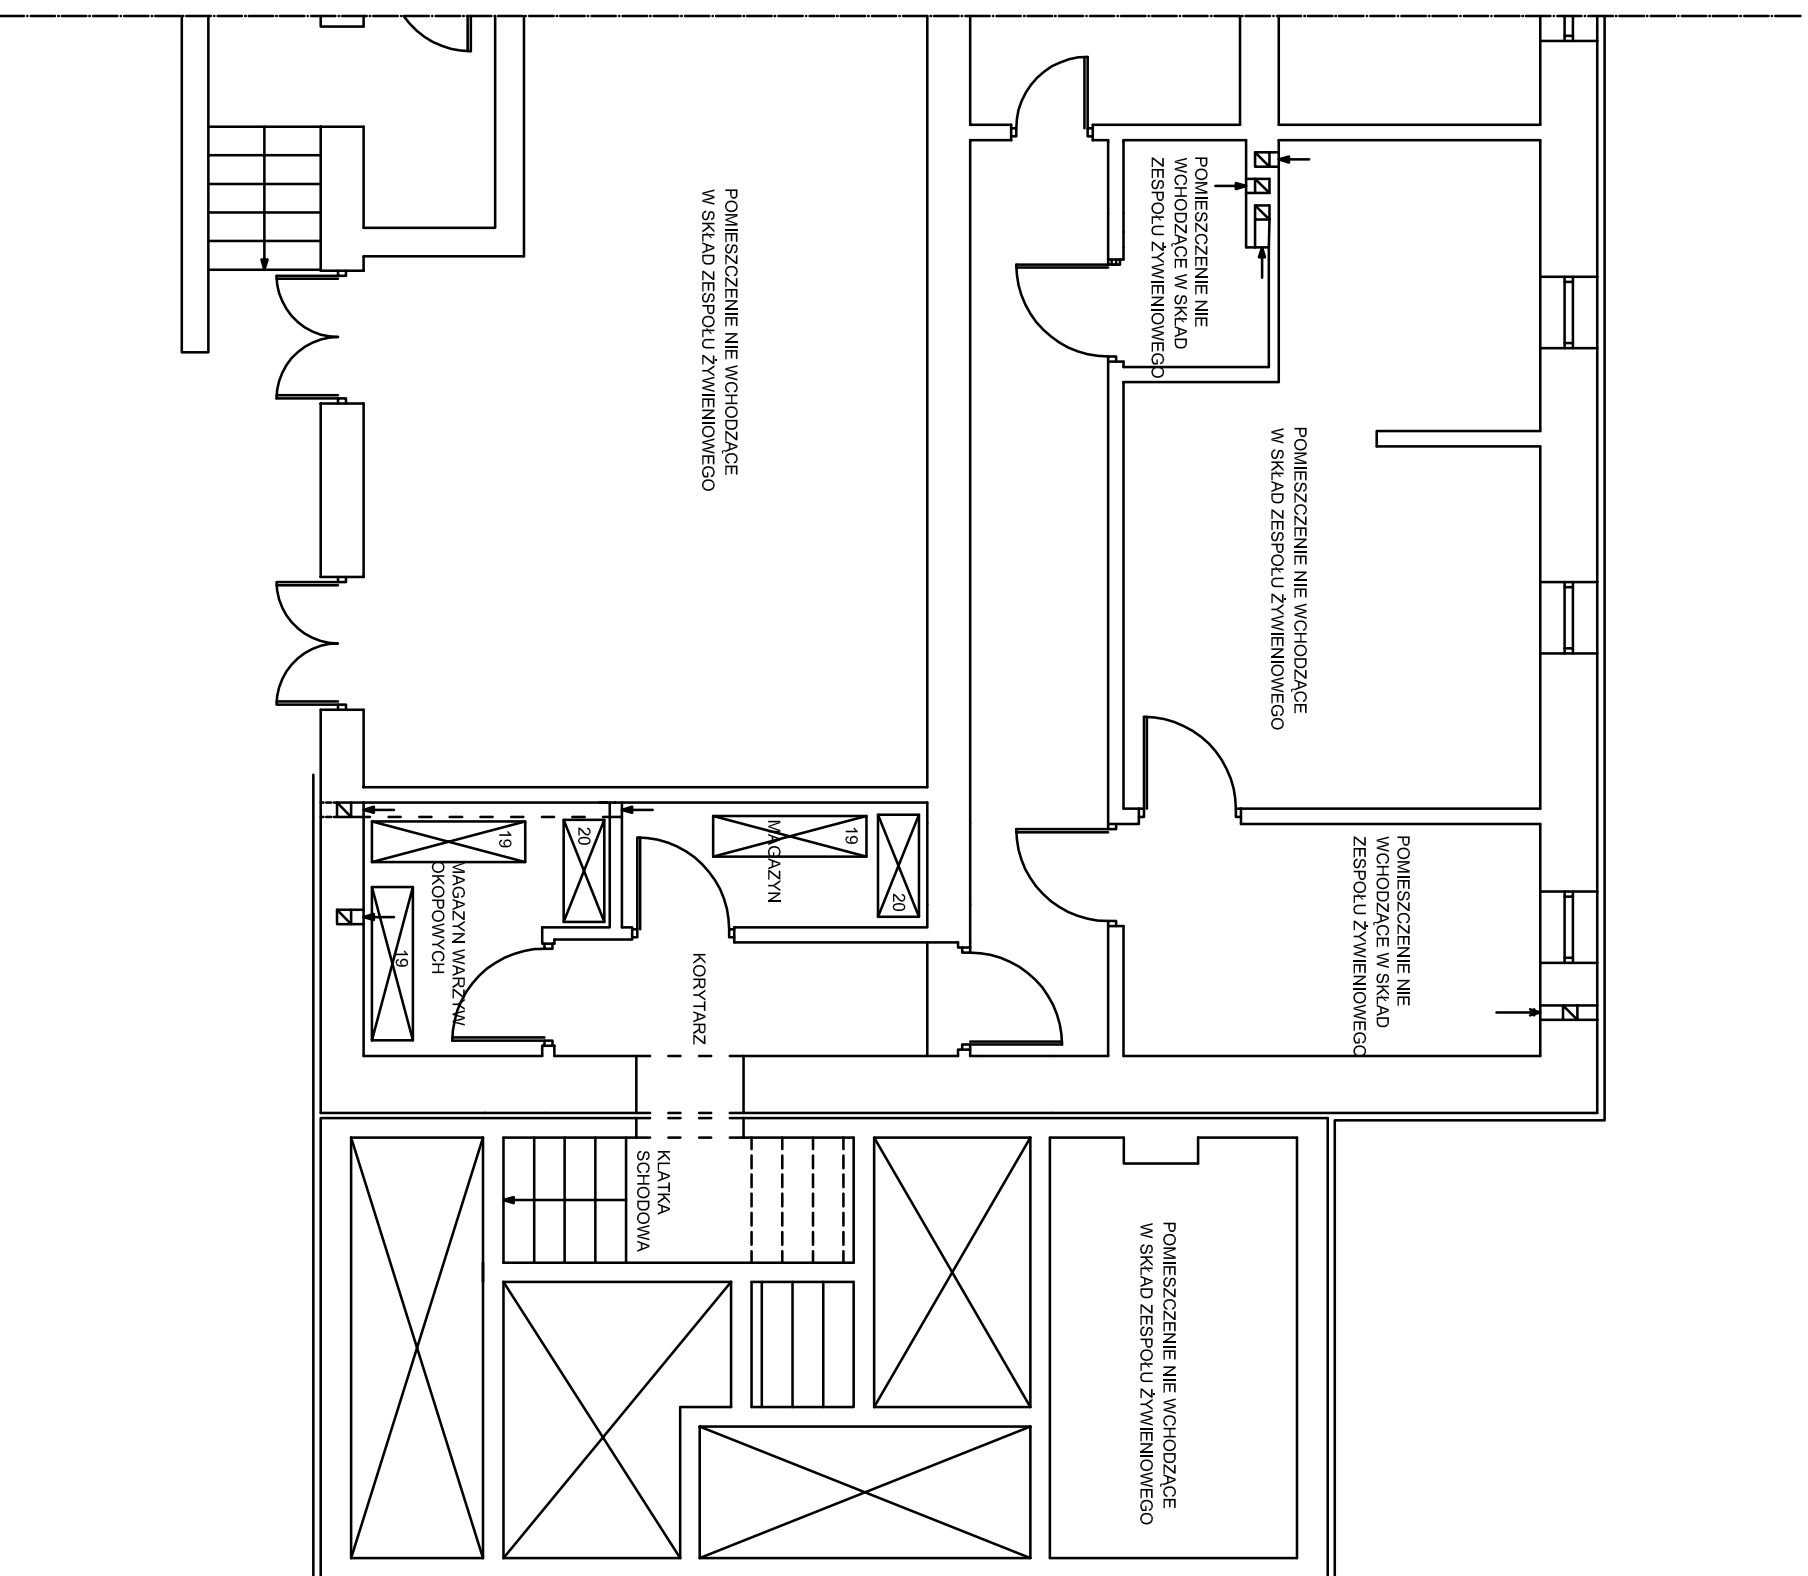 POMIESZCZENIE NIE WCHODZĄCE
W SKŁAD ZESPOŁU ŻYWIENIOWEGO
POMIESZCZENIE NIE
WCHODZĄCE W SKŁAD
ZESPOŁU ŻYWIENIOWEGO
POMIESZCZENIE NIE WCHODZĄCE
W SKŁAD ZESPOŁU ŻYWIENIOWEGO
POMIESZCZENIE NIE
WCHODZĄCE W SKŁAD
ZESPOŁU ŻYWIENIOWEGO
19
20
MAGAZYN
19
20
MAGAZYN WARZYW
OKOPOWYCH
19
KORYTARZ
KLATKA
SCHODOWA
POMIESZCZENIE NIE WCHODZĄCE
W SKŁAD ZESPOŁU ŻYWIENIOWEGO